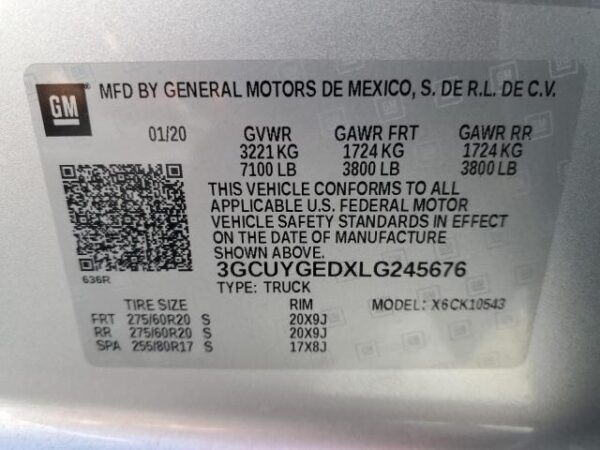 GM MFD BY GENERAL MOTORS DE MEXICO, S. DE R.L. DE C.V.
01/20 GVWR GAWR FRT GAWR RR
3221 KG 1724 KG 1724 KG
7100 LB 3800 LB 3800 LB
THIS VEHICLE CONFORMS TO ALL
APPLICABLE U.S. FEDERAL MOTOR
VEHICLE SAFETY STANDARDS IN EFFECT
ON THE DATE OF MANUFACTURE
SHOWN ABOVE.
3GCUYGEDXLG245676
636R
TYPE: TRUCK
TIRE SIZE RIM MODEL: X6CK10543
FRT 275/60R20 S 20X9J
RR 275/60R20 S 20X9J
SPA 255/80R17 S 17X8J